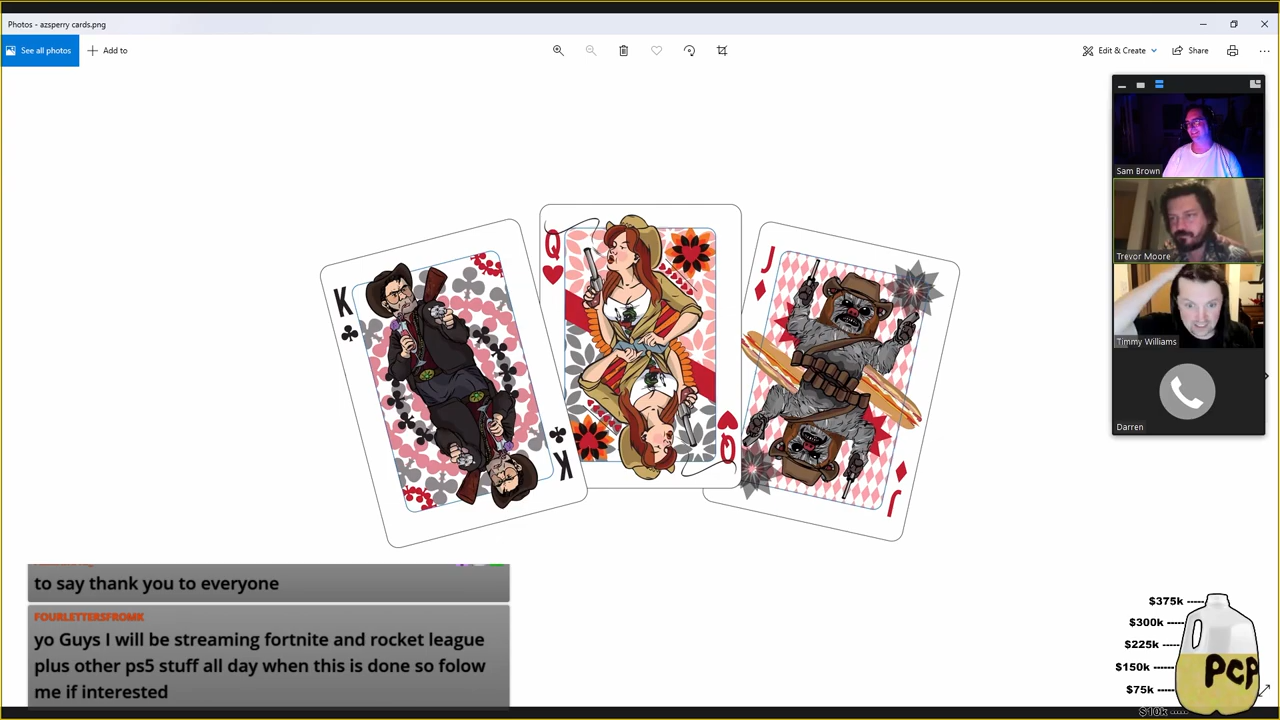 Photos - azsperry cards.png
See all photos
Add to
Edit & Create
Share
Sam Brown
Trevor Moore
Timmy Williams
Darren
K
K
Q
Q
J
J
to say thank you to everyone
FOURLETTERSFROMK
yo Guys I will be streaming fortnite and rocket league
plus other ps5 stuff all day when this is done so folow
me if interested
$375k -----
$300k ----
$225k ----
$150k ----
$75k ----
$10k -----
PCP